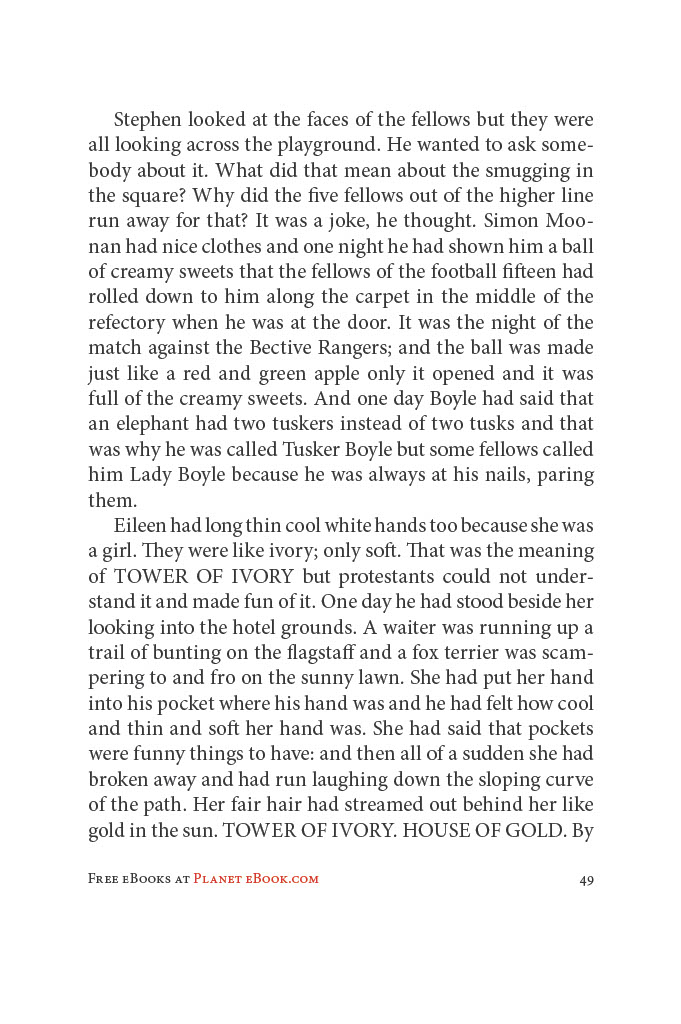 Stephen looked at the faces of the fellows but they were
all looking across the playground. He wanted to ask some-
body about it. What did that mean about the smugging in
the square? Why did the five fellows out of the higher line
run away for that? It was a joke, he thought. Simon Moo-
nan had nice clothes and one night he had shown him a ball
of creamy sweets that the fellows of the football fifteen had
rolled down to him along the carpet in the middle of the
refectory when he was at the door. It was the night of the
match against the Bective Rangers; and the ball was made
just like a red and green apple only it opened and it was
full of the creamy sweets. And one day Boyle had said that
an elephant had two tuskers instead of two tusks and that
was why he was called Tusker Boyle but some fellows called
him Lady Boyle because he was always at his nails, paring
them.
Eileen had long thin cool white hands too because she was
a girl. They were like ivory; only soft. That was the meaning
of TOWER OF IVORY but protestants could not under-
stand it and made fun of it. One day he had stood beside her
looking into the hotel grounds. A waiter was running up a
trail of bunting on the flagstaff and a fox terrier was scam-
pering to and fro on the sunny lawn. She had put her hand
into his pocket where his hand was and he had felt how cool
and thin and soft her hand was. She had said that pockets
were funny things to have: and then all of a sudden she had
broken away and had run laughing down the sloping curve
of the path. Her fair hair had streamed out behind her like
gold in the sun. TOWER OF IVORY. HOUSE OF GOLD. By
Free eBooks at Planet eBook.com 49